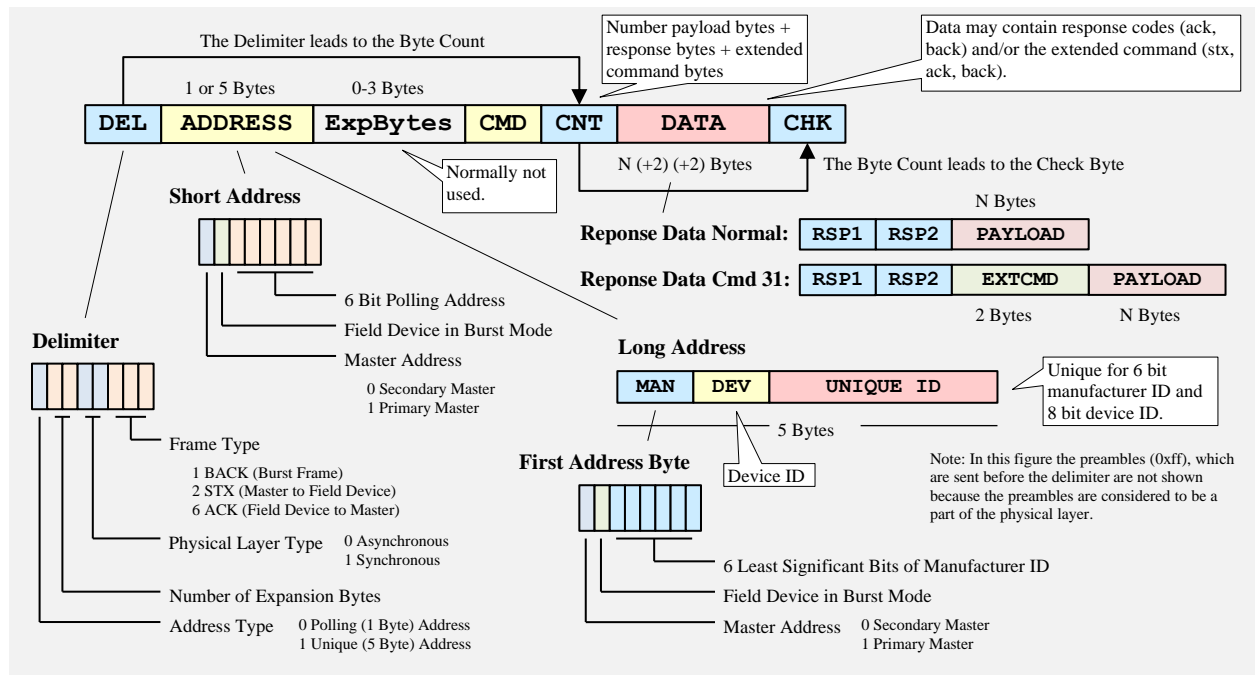 The Delimiter leads to the Byte Count
Number payload bytes +
response bytes + extended
command bytes
Data may contain response codes (ack,
back) and/or the extended command (stx,
ack, back).
1 or 5 Bytes
0-3 Bytes
DEL ADDRESS ExpBytes CMD CNT DATA CHK
Normally not
used.
N (+2) (+2) Bytes
The Byte Count leads to the Check Byte
Short Address
N Bytes
Reponse Data Normal: RSP1 RSP2 PAYLOAD
Reponse Data Cmd 31: RSP1 RSP2 EXTCMD PAYLOAD
2 Bytes
N Bytes
6 Bit Polling Address
Field Device in Burst Mode
Master Address
0 Secondary Master
1 Primary Master
Delimiter
Frame Type
1 BACK (Burst Frame)
2 STX (Master to Field Device)
6 ACK (Field Device to Master)
Physical Layer Type
0 Asynchronous
1 Synchronous
Number of Expansion Bytes
Address Type
0 Polling (1 Byte) Address
1 Unique (5 Byte) Address
Long Address
MAN DEV UNIQUE ID
Unique for 6 bit
manufacturer ID and
8 bit device ID.
5 Bytes
Device ID
First Address Byte
6 Least Significant Bits of Manufacturer ID
Field Device in Burst Mode
Master Address
0 Secondary Master
1 Primary Master
Note: In this figure the preambles (0xff), which
are sent before the delimiter are not shown
because the preambles are considered to be a
part of the physical layer.